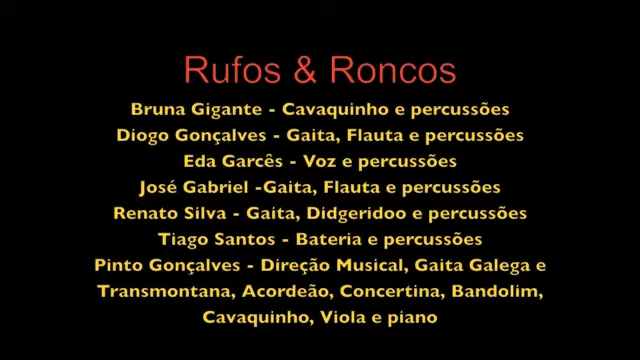 Rufos & Roncos
Bruna Gigante - Cavaquinho e percussões
Diogo Gonçalves - Gaita, Flauta e percussões
Eda Garcês - Voz e percussões
José Gabriel -Gaita, Flauta e percussões
Renato Silva - Gaita, Didgeridoo e percussões
Tiago Santos - Bateria e percussões
Pinto Gonçalves - Direção Musical, Gaita Galega e
Transmontana, Acordeão, Concertina, Bandolim,
Cavaquinho, Viola e piano